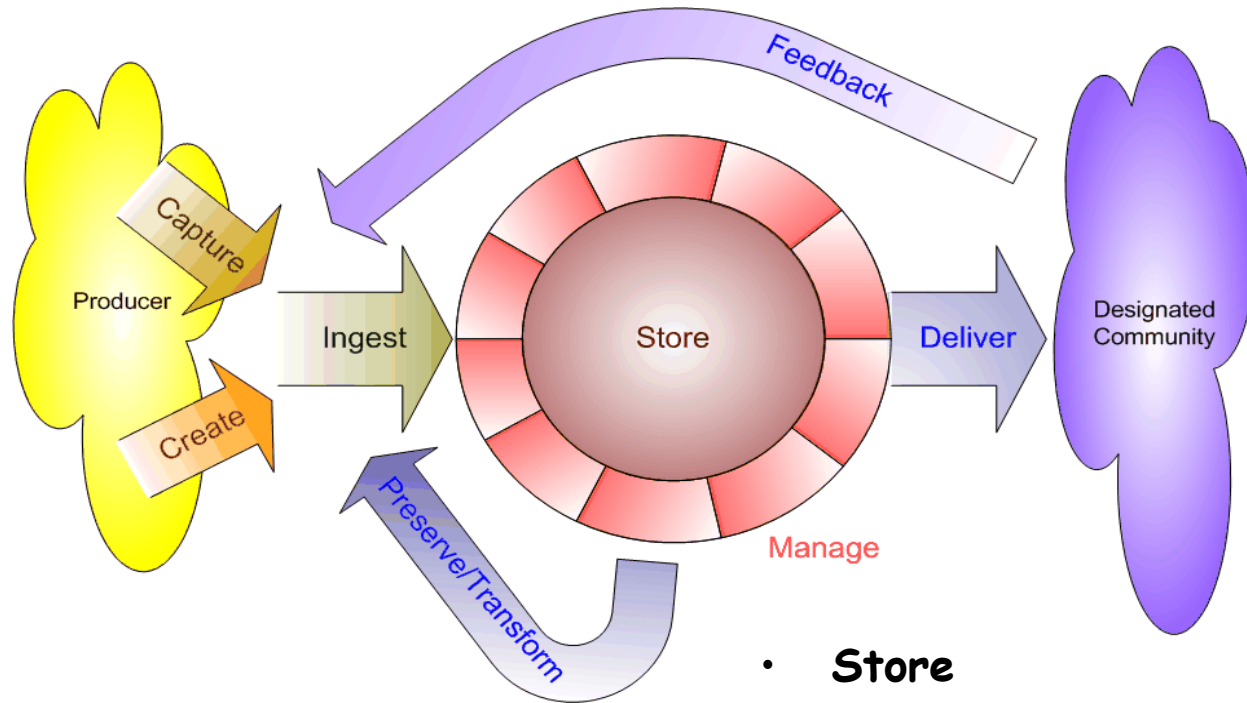 Feedback
Capture
Producer
Create
Ingest
Store
Deliver
Designated
Community
Manage
Preserve/Transform
• Store